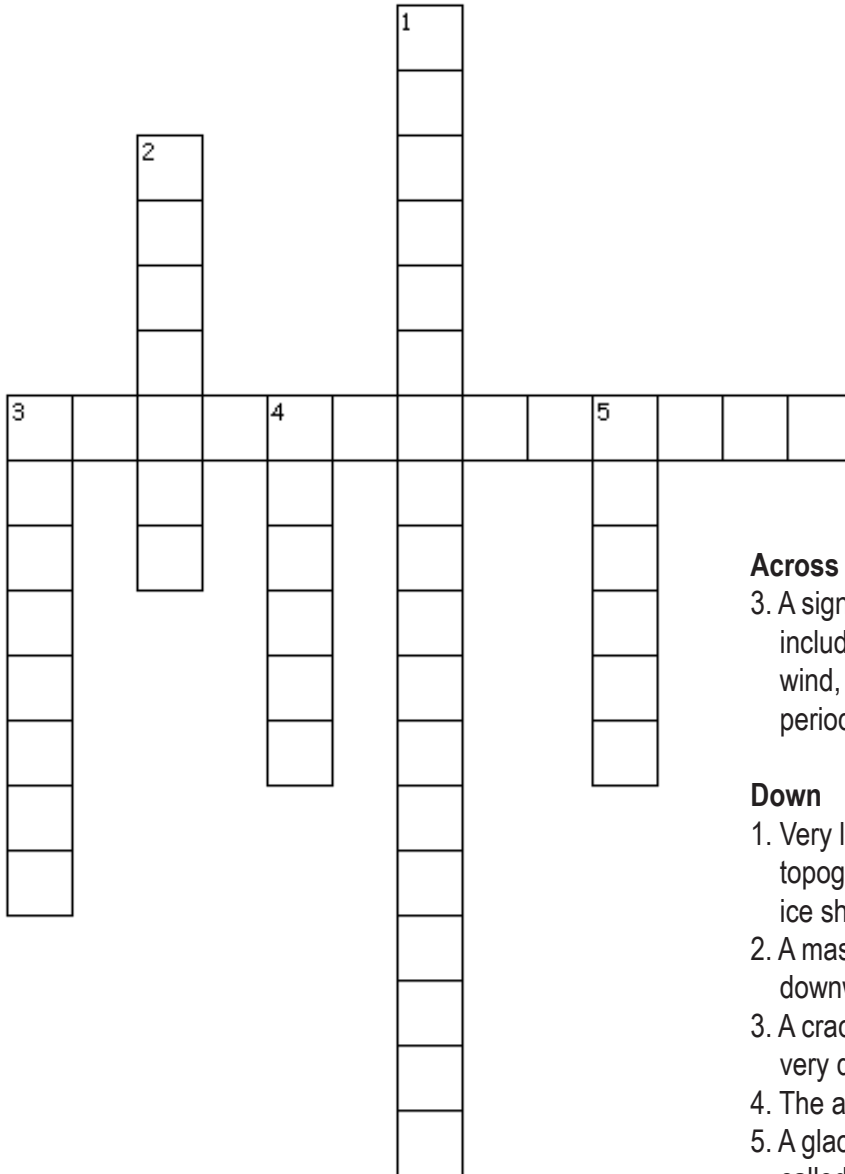 1
2
3
4
5
Across
3. A sign
includ
wind,
period
Down
1. Very l
topog
ice sh
2. A mas
downw
3. A crac
very d
4. The a
5. A glac